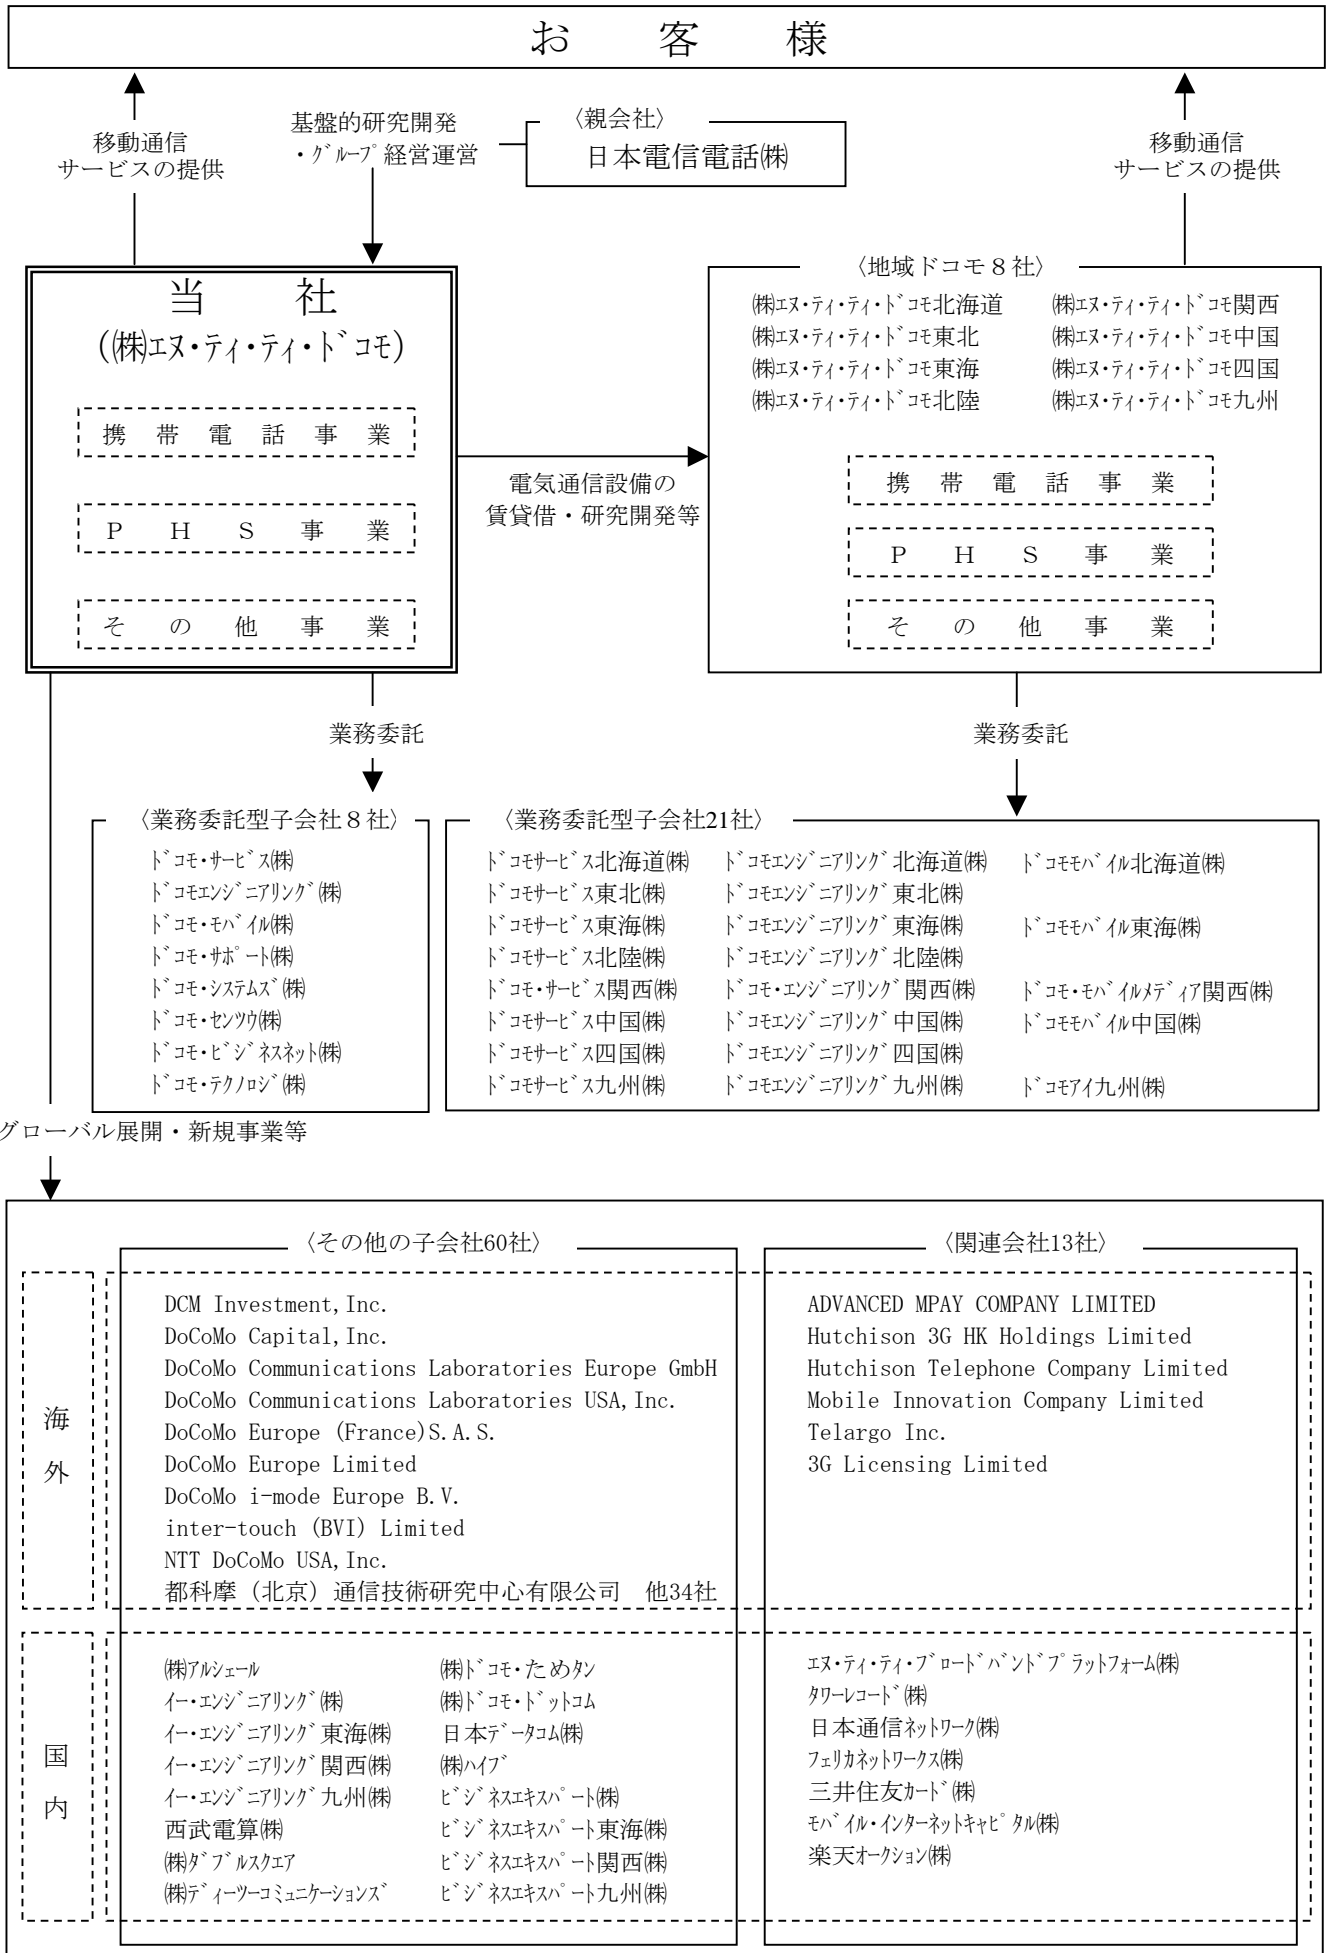 お 客 様
移動通信
サービスの提供
基盤的研究開発
・ｸﾞﾙｰﾌﾟ経営運営
〈親会社〉
日本電信電話㈱
移動通信
サービスの提供
当 社
(㈱ｴﾇ・ﾃｨ・ﾃｨ・ﾄﾞｺﾓ)
携 帯 電 話 事 業
Ｐ Ｈ Ｓ 事 業
そ の 他 事 業
電気通信設備の
賃貸借・研究開発等
〈地域ドコモ８社〉
㈱ｴﾇ・ﾃｨ・ﾃｨ・ﾄﾞｺﾓ北海道 ㈱ｴﾇ・ﾃｨ・ﾃｨ・ﾄﾞｺﾓ関西
㈱ｴﾇ・ﾃｨ・ﾃｨ・ﾄﾞｺﾓ東北 ㈱ｴﾇ・ﾃｨ・ﾃｨ・ﾄﾞｺﾓ中国
㈱ｴﾇ・ﾃｨ・ﾃｨ・ﾄﾞｺﾓ東海 ㈱ｴﾇ・ﾃｨ・ﾃｨ・ﾄﾞｺﾓ四国
㈱ｴﾇ・ﾃｨ・ﾃｨ・ﾄﾞｺﾓ北陸 ㈱ｴﾇ・ﾃｨ・ﾃｨ・ﾄﾞｺﾓ九州
携 帯 電 話 事 業
Ｐ Ｈ Ｓ 事 業
そ の 他 事 業
業務委託
業務委託
〈業務委託型子会社８社〉
ﾄﾞｺﾓ・ｻｰﾋﾞｽ㈱
ﾄﾞｺﾓｴﾝｼﾞﾆｱﾘﾝｸﾞ㈱
ﾄﾞｺﾓ・ﾓﾊﾞｲﾙ㈱
ﾄﾞｺﾓ・ｻﾎﾟｰﾄ㈱
ﾄﾞｺﾓ・ｼｽﾃﾑｽﾞ㈱
ﾄﾞｺﾓ・ｾﾝﾂｳ㈱
ﾄﾞｺﾓ・ﾋﾞｼﾞﾈｽﾈｯﾄ㈱
ﾄﾞｺﾓ・ﾃｸﾉﾛｼﾞ㈱
〈業務委託型子会社21社〉
ﾄﾞｺﾓｻｰﾋﾞｽ北海道㈱ ﾄﾞｺﾓｴﾝｼﾞﾆｱﾘﾝｸﾞ北海道㈱ ﾄﾞｺﾓﾓﾊﾞｲﾙ北海道㈱
ﾄﾞｺﾓｻｰﾋﾞｽ東北㈱ ﾄﾞｺﾓｴﾝｼﾞﾆｱﾘﾝｸﾞ東北㈱
ﾄﾞｺﾓｻｰﾋﾞｽ東海㈱ ﾄﾞｺﾓｴﾝｼﾞﾆｱﾘﾝｸﾞ東海㈱ ﾄﾞｺﾓﾓﾊﾞｲﾙ東海㈱
ﾄﾞｺﾓｻｰﾋﾞｽ北陸㈱ ﾄﾞｺﾓｴﾝｼﾞﾆｱﾘﾝｸﾞ北陸㈱
ﾄﾞｺﾓ・ｻｰﾋﾞｽ関西㈱ ﾄﾞｺﾓ・ｴﾝｼﾞﾆｱﾘﾝｸﾞ関西㈱ ﾄﾞｺﾓ・ﾓﾊﾞｲﾙﾒﾃﾞｨｱ関西㈱
ﾄﾞｺﾓｻｰﾋﾞｽ中国㈱ ﾄﾞｺﾓｴﾝｼﾞﾆｱﾘﾝｸﾞ中国㈱ ﾄﾞｺﾓﾓﾊﾞｲﾙ中国㈱
ﾄﾞｺﾓｻｰﾋﾞｽ四国㈱ ﾄﾞｺﾓｴﾝｼﾞﾆｱﾘﾝｸﾞ四国㈱
ﾄﾞｺﾓｻｰﾋﾞｽ九州㈱ ﾄﾞｺﾓｴﾝｼﾞﾆｱﾘﾝｸﾞ九州㈱ ﾄﾞｺﾓｱｲ九州㈱
グローバル展開・新規事業等
〈その他の子会社60社〉
海外
DCM Investment,Inc.
DoCoMo Capital,Inc.
DoCoMo Communications Laboratories Europe GmbH
DoCoMo Communications Laboratories USA,Inc.
DoCoMo Europe (France)S.A.S.
DoCoMo Europe Limited
DoCoMo i-mode Europe B.V.
inter-touch (BVI) Limited
NTT DoCoMo USA,Inc.
都科摩（北京）通信技術研究中心有限公司　他34社
〈関連会社13社〉
ADVANCED MPAY COMPANY LIMITED
Hutchison 3G HK Holdings Limited
Hutchison Telephone Company Limited
Mobile Innovation Company Limited
Telargo Inc.
3G Licensing Limited
国内
㈱ｱﾙｼｪｰﾙ ㈱ﾄﾞｺﾓ・ためﾀﾝ
ｲｰ・ｴﾝｼﾞﾆｱﾘﾝｸﾞ㈱ ㈱ﾄﾞｺﾓ・ﾄﾞｯﾄｺﾑ
ｲｰ・ｴﾝｼﾞﾆｱﾘﾝｸﾞ東海㈱ 日本ﾃﾞｰﾀｺﾑ㈱
ｲｰ・ｴﾝｼﾞﾆｱﾘﾝｸﾞ関西㈱ ㈱ﾊｲﾌﾞ
ｲｰ・ｴﾝｼﾞﾆｱﾘﾝｸﾞ九州㈱ ﾋﾞｼﾞﾈｽｴｷｽﾊﾟｰﾄ㈱
西武電算㈱ ﾋﾞｼﾞﾈｽｴｷｽﾊﾟｰﾄ東海㈱
㈱ﾀﾞﾌﾞﾙｽｸｴｱ ﾋﾞｼﾞﾈｽｴｷｽﾊﾟｰﾄ関西㈱
㈱ﾃﾞｨｰﾂｰｺﾐｭﾆｹｰｼｮﾝｽﾞ ﾋﾞｼﾞﾈｽｴｷｽﾊﾟｰﾄ九州㈱
ｴﾇ・ﾃｨ・ﾃｨ・ﾌﾞﾛｰﾄﾞﾊﾞﾝﾄﾞﾌﾟﾗｯﾄﾌｫｰﾑ㈱
ﾀﾜｰﾚｺｰﾄﾞ㈱
日本通信ﾈｯﾄﾜｰｸ㈱
ﾌｪﾘｶﾈｯﾄﾜｰｸｽ㈱
三井住友ｶｰﾄﾞ㈱
ﾓﾊﾞｲﾙ・ｲﾝﾀｰﾈｯﾄｷｬﾋﾟﾀﾙ㈱
楽天ｵｰｸｼｮﾝ㈱